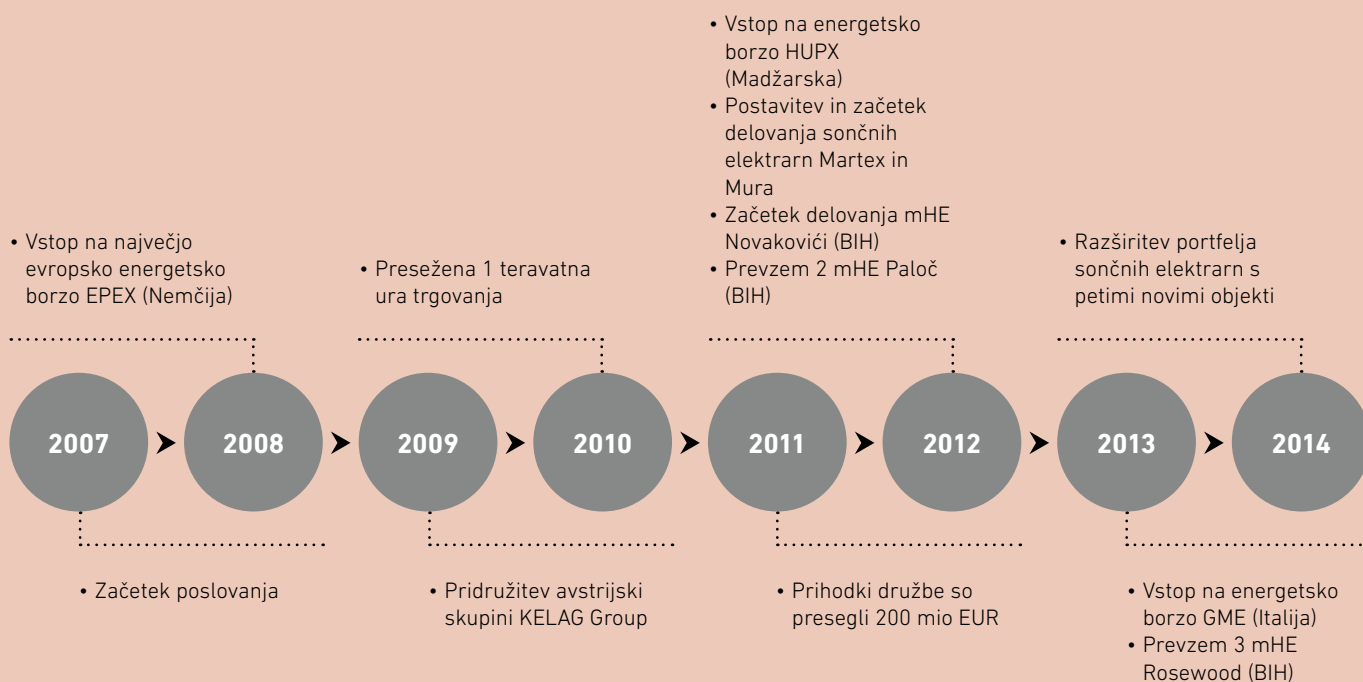 • Vstop na energetsko
borzo HUPX
(Madžarska)
• Postavitev in začetek
delovanja sončnih
elektrarn Martex in
Mura
• Začetek delovanja mHE
Novakovići (BIH)
• Prevzem 2 mHE Paloč
(BIH)
• Vstop na največjo
evropsko energetsko
borzo EPEX (Nemčija)
• Presežena 1 teravatna
ura trgovanja
• Razširitev portfelja
sončnih elektrarn s
petimi novimi objekti
2007
2008
2009
2010
2011
2012
2013
2014
• Začetek poslovanja
• Pridružitev avstrijski
skupini KELAG Group
• Prihodki družbe so
presegli 200 mio EUR
• Vstop na energetsko
borzo GME (Italija)
• Prevzem 3 mHE
Rosewood (BIH)